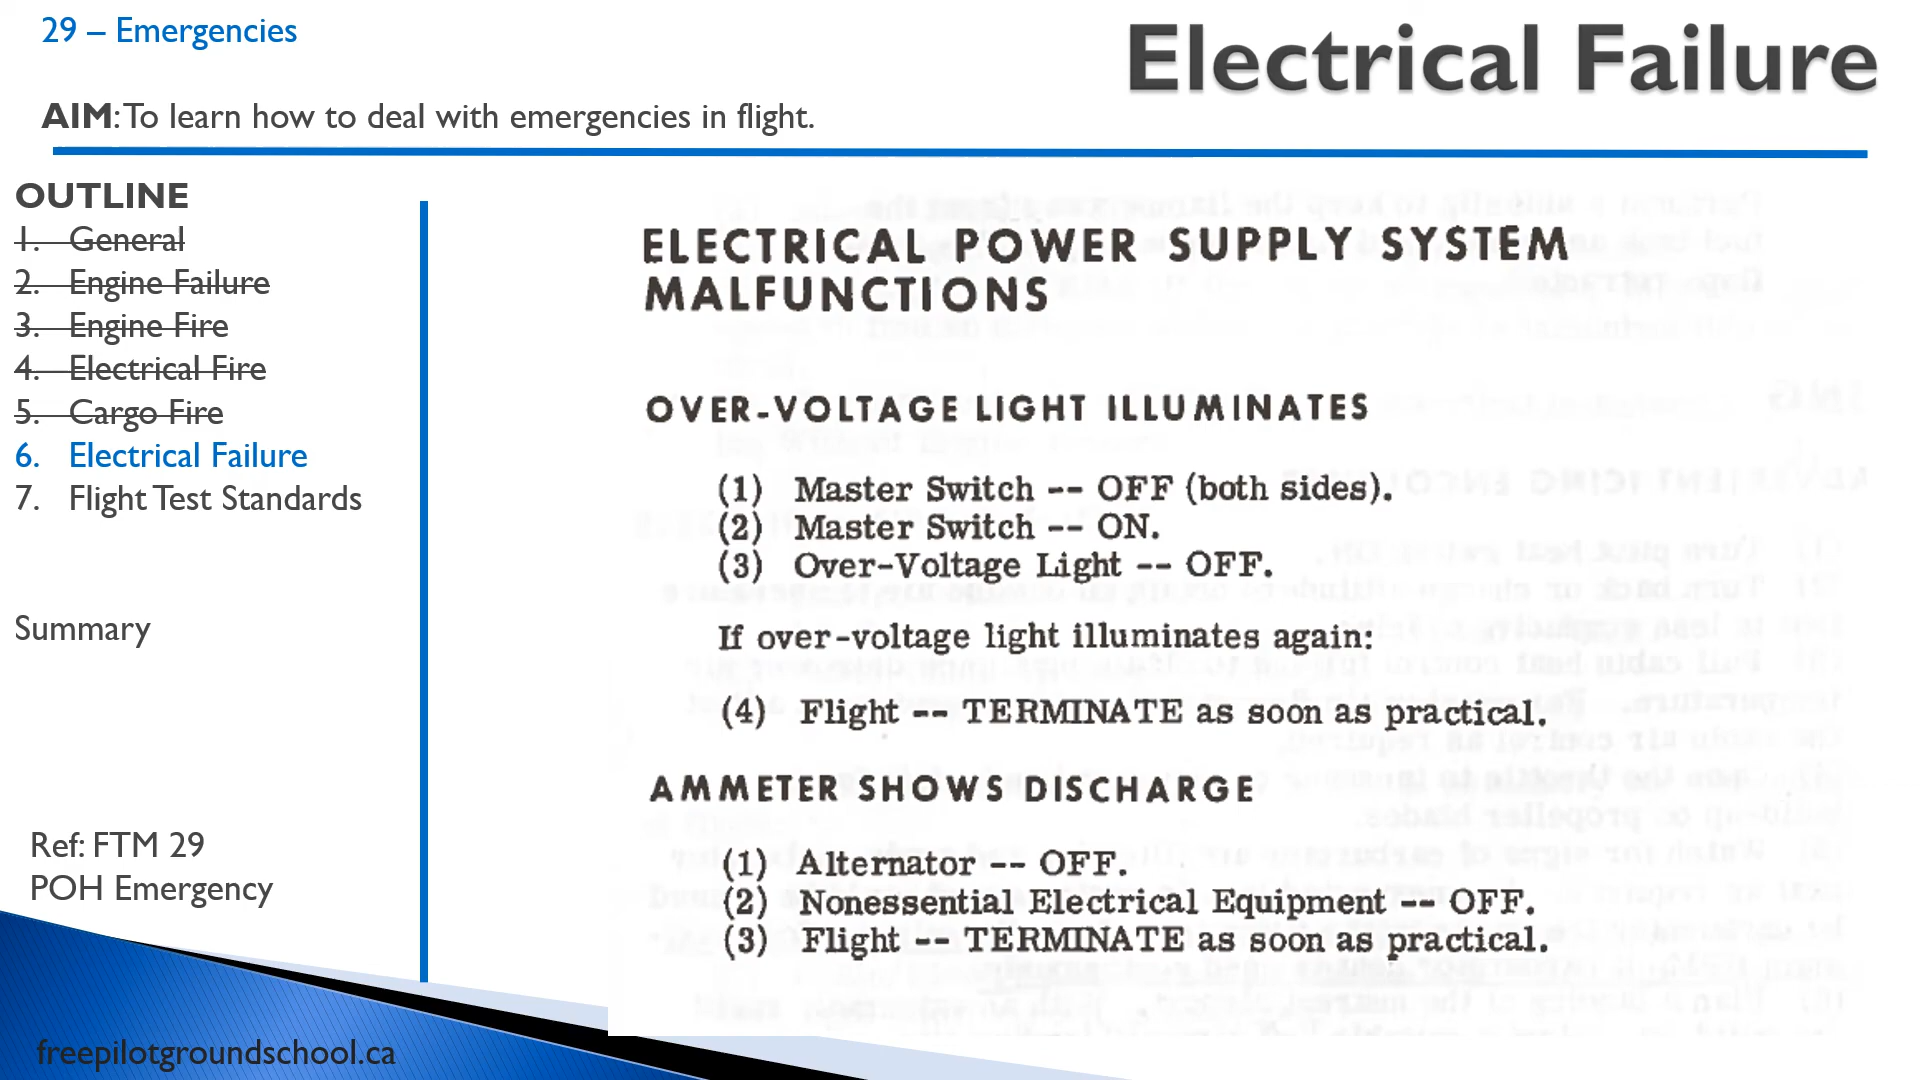 29 – Emergencies
Electrical Failure
AIM: To learn how to deal with emergencies in flight.
OUTLINE
1. General
2. Engine Failure
3. Engine Fire
4. Electrical Fire
5. Cargo Fire
6. Electrical Failure
7. Flight Test Standards
Summary
Ref: FTM 29
POH Emergency
freepilotgroundschool.ca
ELECTRICAL POWER SUPPLY SYSTEM
MALFUNCTIONS
OVER-VOLTAGE LIGHT ILLUMINATES
(1) Master Switch -- OFF (both sides).
(2) Master Switch -- ON.
(3) Over-Voltage Light -- OFF.
If over-voltage light illuminates again:
(4) Flight -- TERMINATE as soon as practical.
AMMETER SHOWS DISCHARGE
(1) Alternator -- OFF.
(2) Nonessential Electrical Equipment -- OFF.
(3) Flight -- TERMINATE as soon as practical.